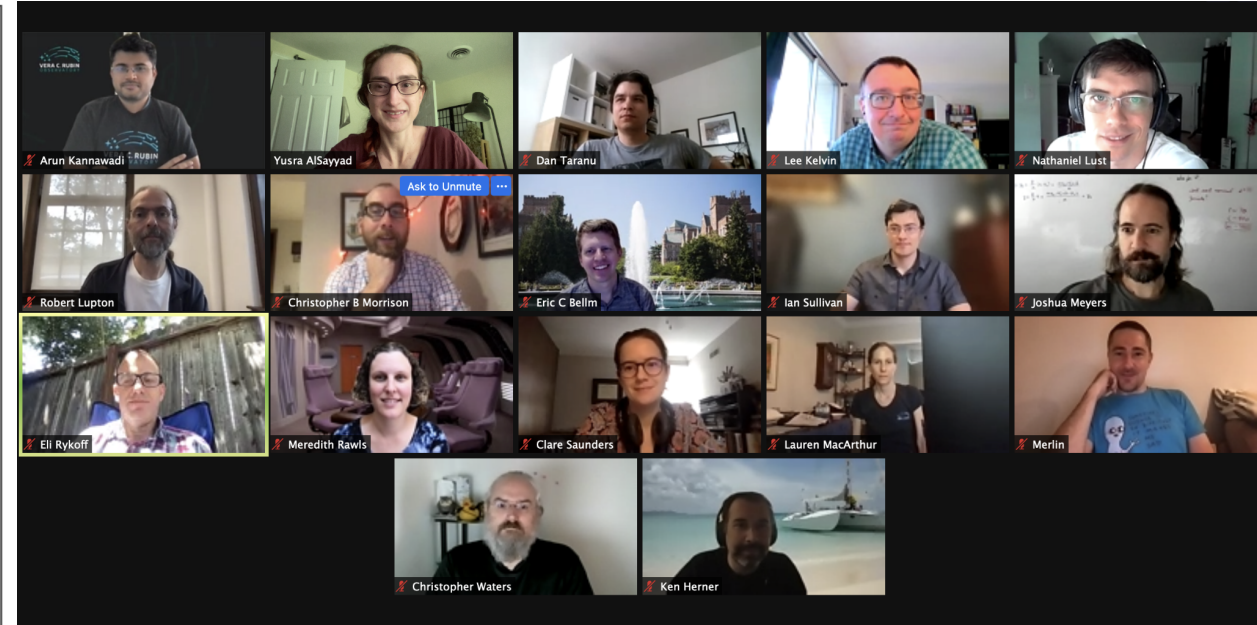 VERA C. RUBIN
OBSERVATORY
RUBIN
Arun Kannawadi
Yusra AlSayyad
Dan Taranu
Lee Kelvin
Nathaniel Lust
Ask to Unmute ...
Robert Lupton
Christopher B Morrison
Eric C Bellm
Ian Sullivan
Joshua Meyers
Eli Rykoff
Meredith Rawls
Clare Saunders
Lauren MacArthur
Merlin
Christopher Waters
Ken Herner